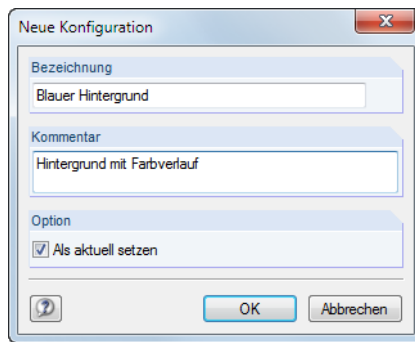 Neue Konfiguration
Bezeichnung
Blauer Hintergrund
Kommentar
Hintergrund mit Farbverlauf
Option
Als aktuell setzen
OK
Abbrechen